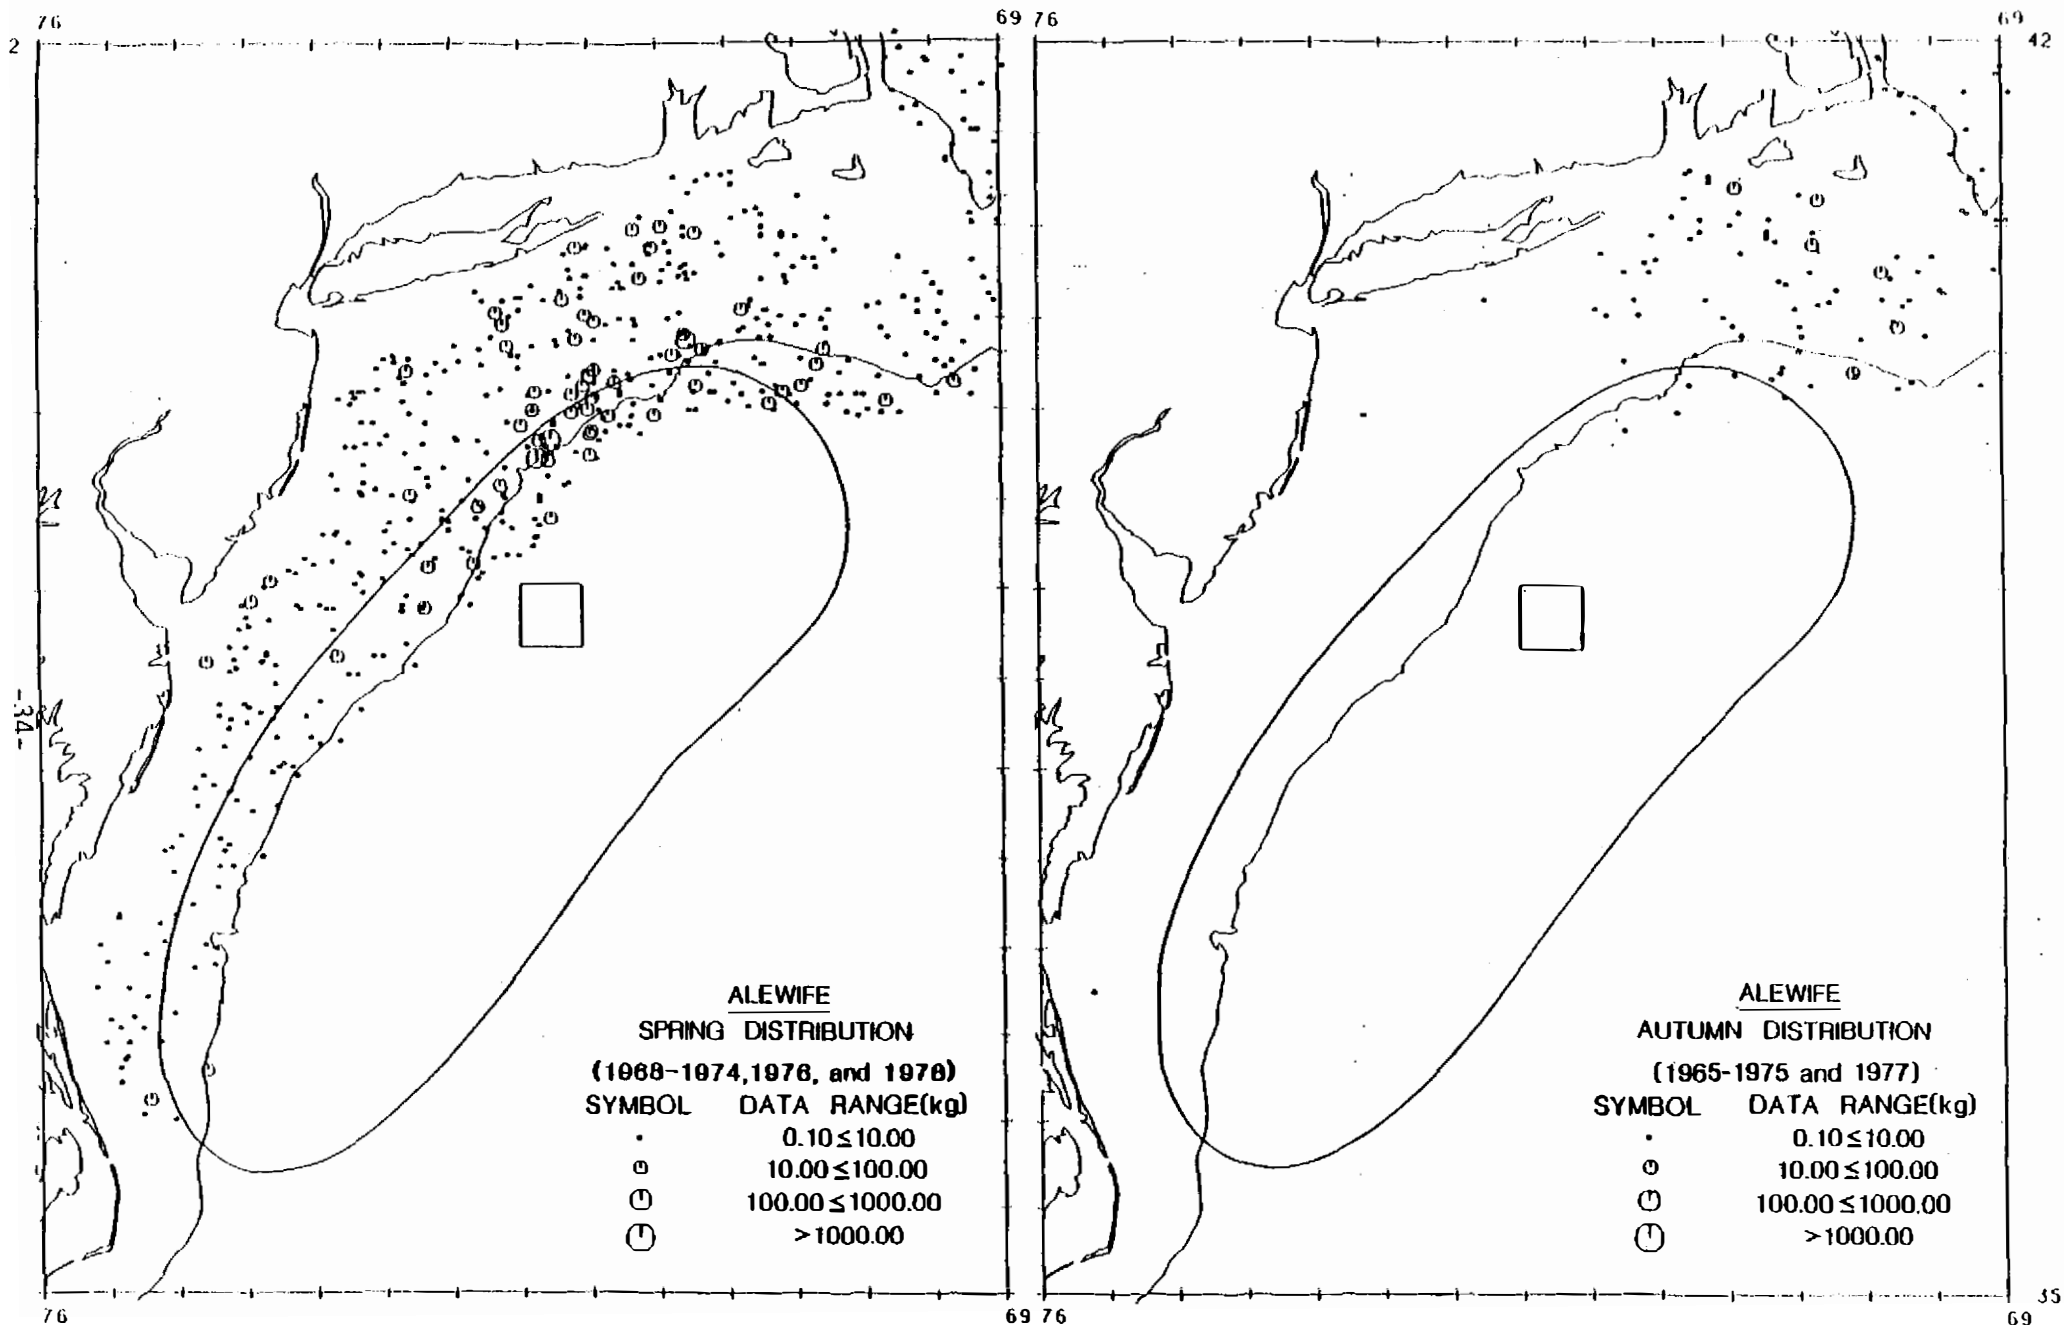 76
69
76
69
2
42
-34-
ALEWIFE
SPRING DISTRIBUTION
(1968-1974,1976, and 1978)
SYMBOL DATA RANGE(kg)
0.10≤10.00
10.00≤100.00
100.00≤1000.00
>1000.00
ALEWIFE
AUTUMN DISTRIBUTION
(1965-1975 and 1977)
SYMBOL DATA RANGE(kg)
0.10≤10.00
10.00≤100.00
100.00≤1000.00
>1000.00
35
76
69
76
69